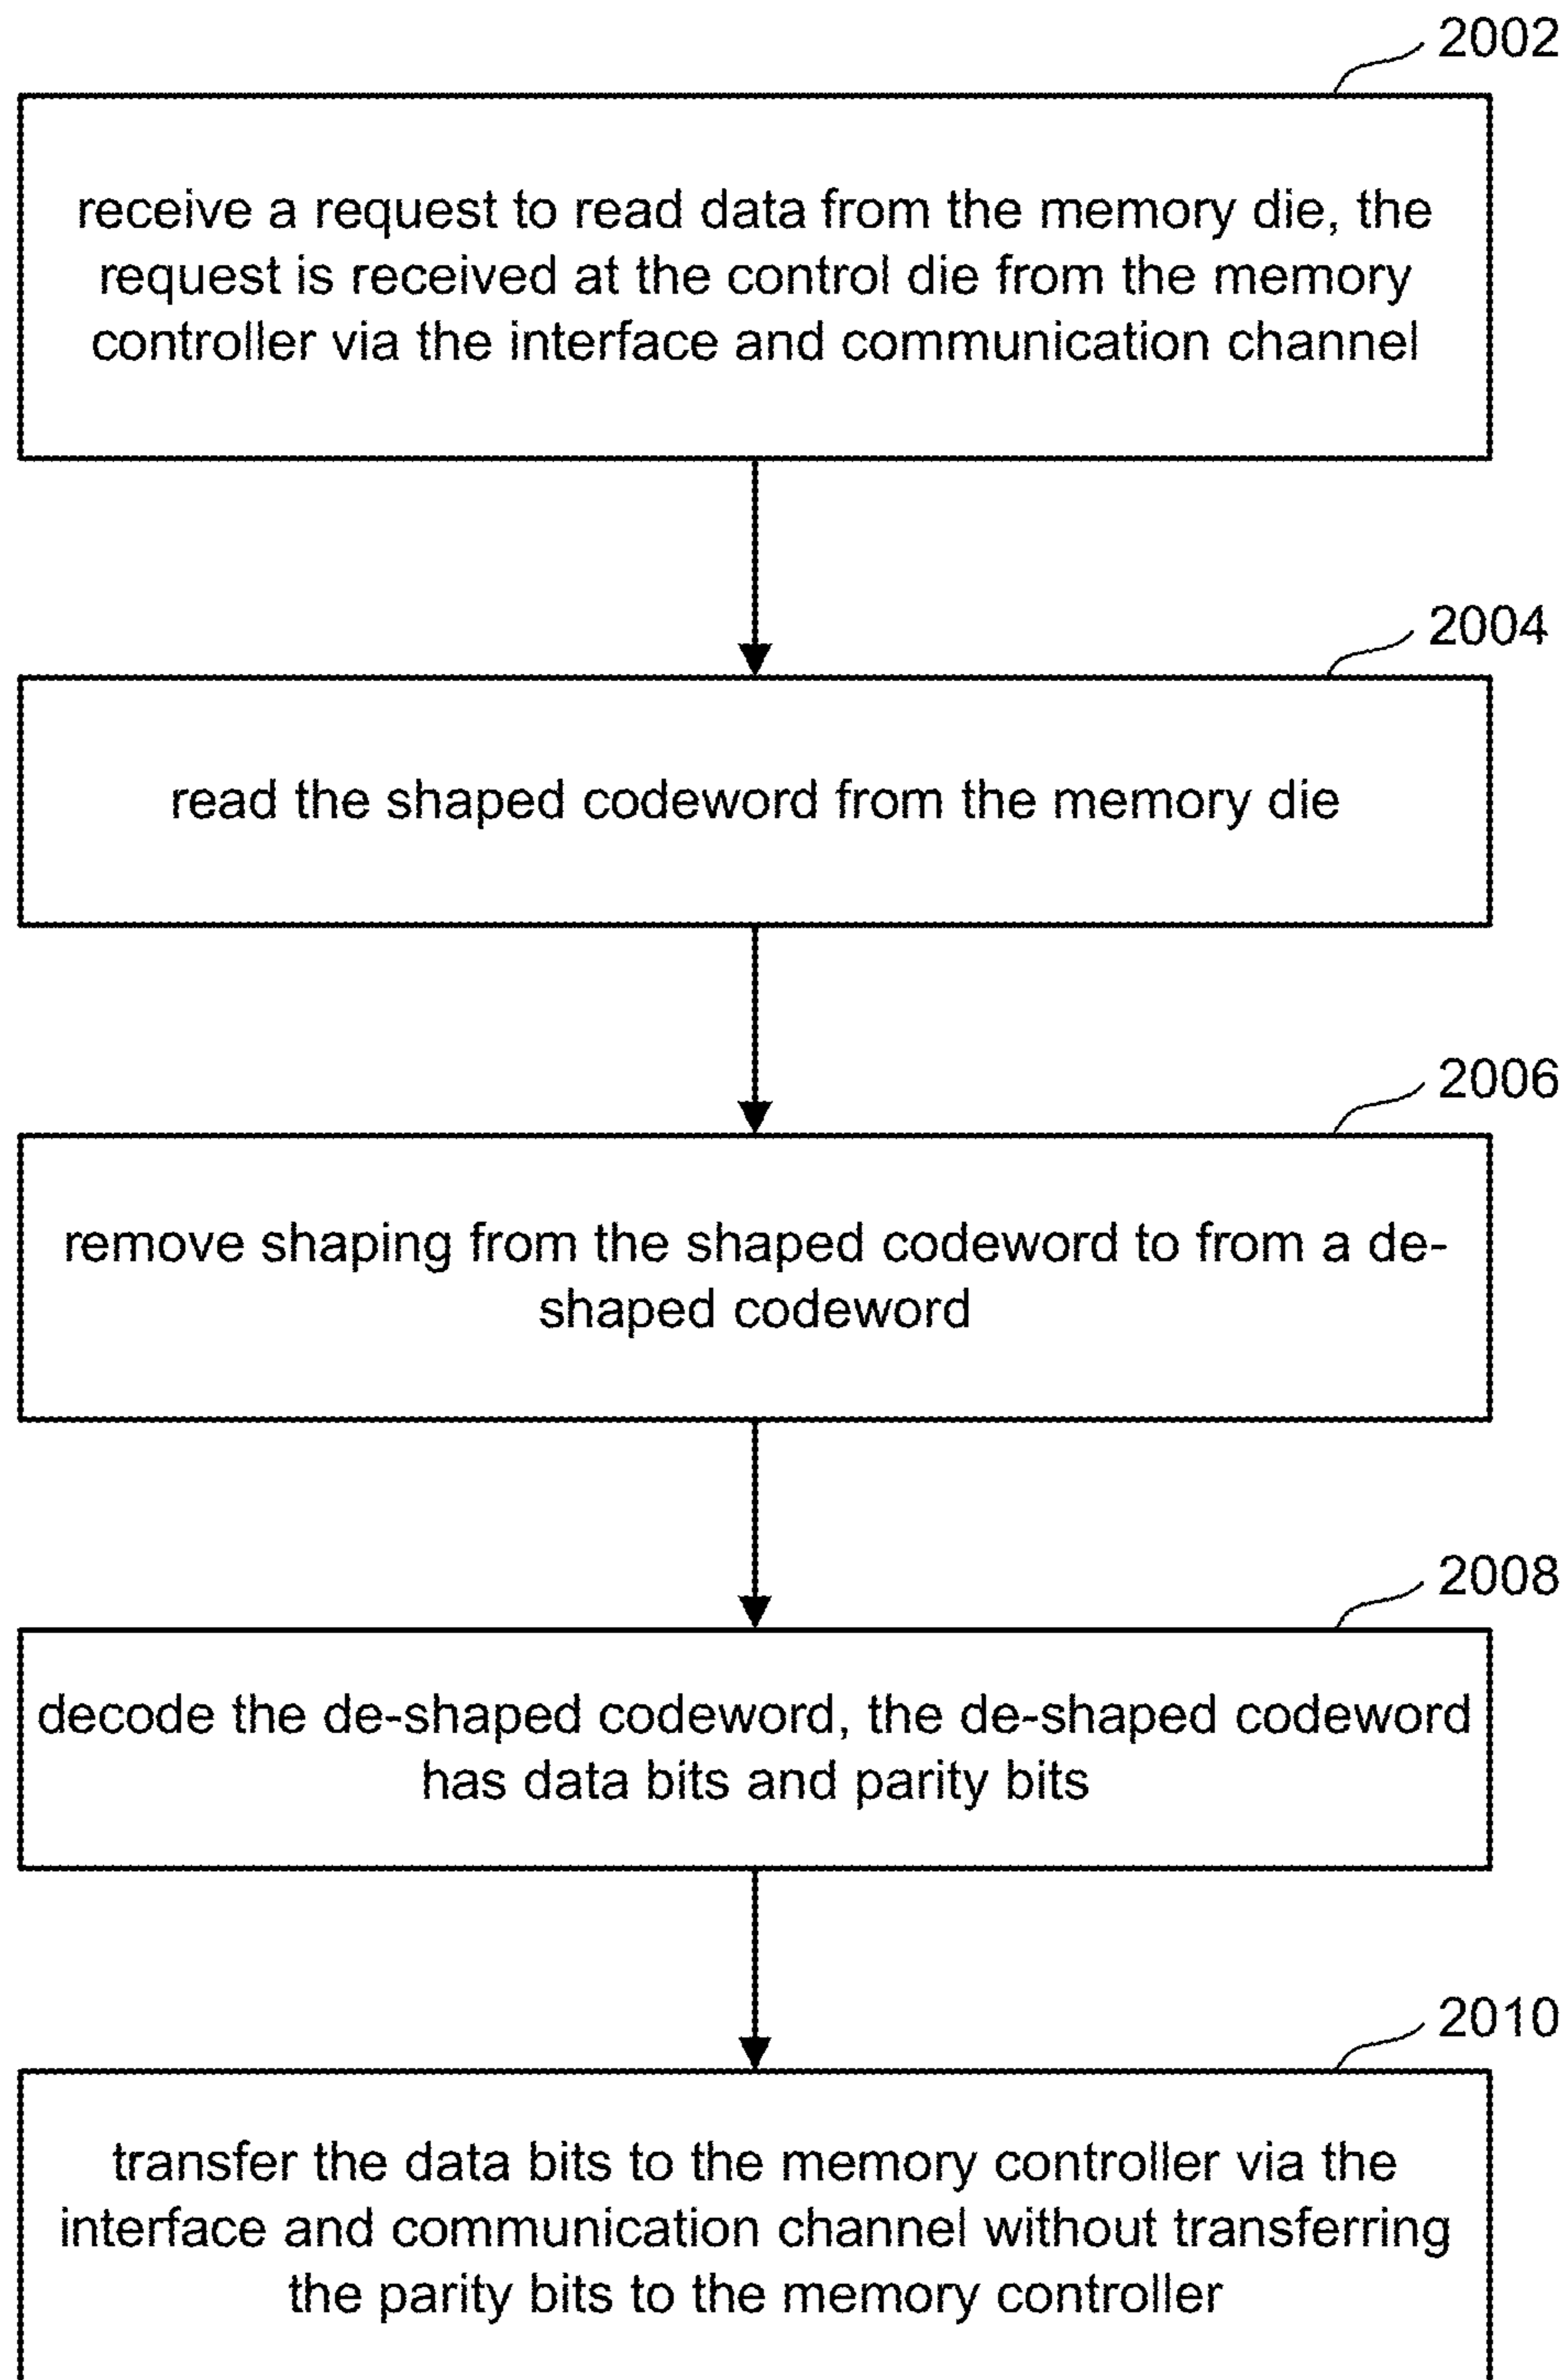 2002
receive a request to read data from the memory die, the
request is received at the control die from the memory
controller via the interface and communication channel
2004
read the shaped codeword from the memory die
2006
remove shaping from the shaped codeword to from a de-
shaped codeword
2008
decode the de-shaped codeword, the de-shaped codeword
has data bits and parity bits
2010
transfer the data bits to the memory controller via the
interface and communication channel without transferring
the parity bits to the memory controller